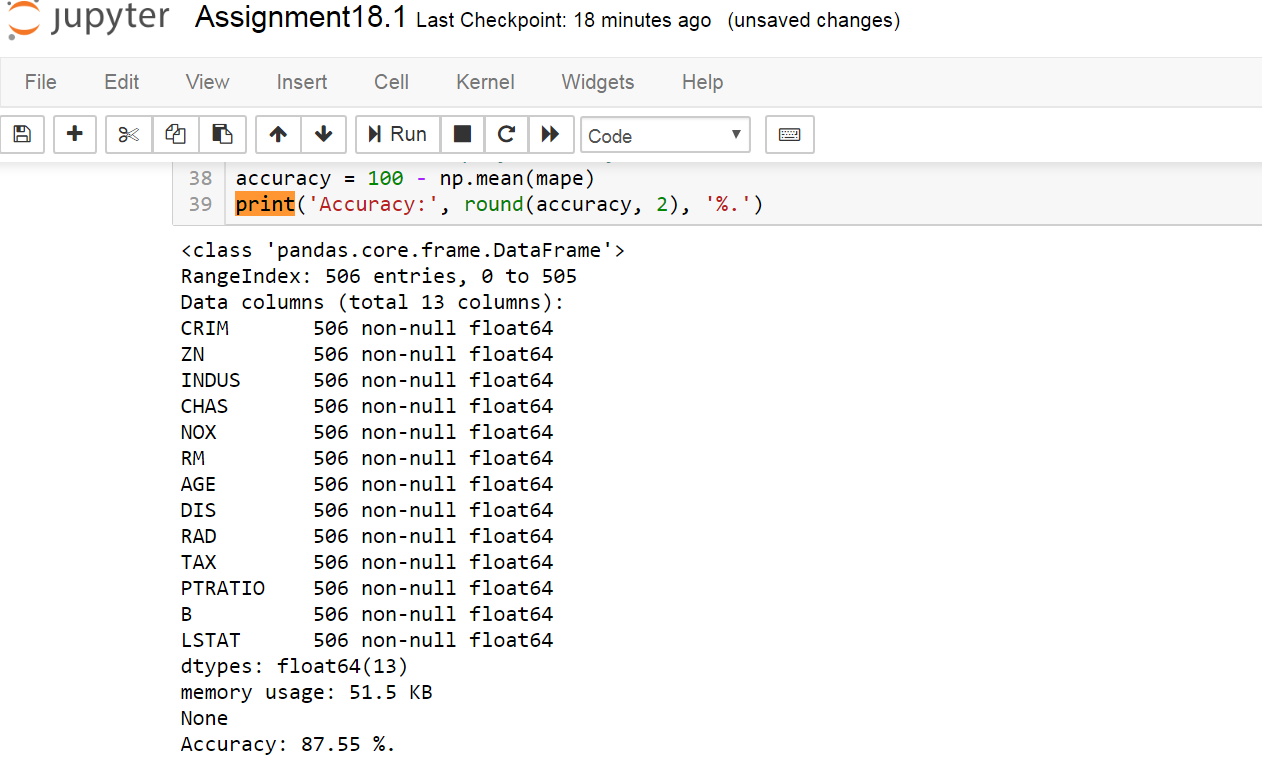 jupyter Assignment18.1 Last Checkpoint: 18 minutes ago (unsaved changes)
File Edit View Insert Cell Kernel Widgets Help
Run Code
38 accuracy = 100 - np.mean(mape)
39 print('Accuracy:', round(accuracy, 2), '%.')
<class 'pandas.core.frame.DataFrame'>
RangeIndex: 506 entries, 0 to 505
Data columns (total 13 columns):
CRIM 506 non-null float64
ZN 506 non-null float64
INDUS 506 non-null float64
CHAS 506 non-null float64
NOX 506 non-null float64
RM 506 non-null float64
AGE 506 non-null float64
DIS 506 non-null float64
RAD 506 non-null float64
TAX 506 non-null float64
PTRATIO 506 non-null float64
B 506 non-null float64
LSTAT 506 non-null float64
dtypes: float64(13)
memory usage: 51.5 KB
None
Accuracy: 87.55 %.